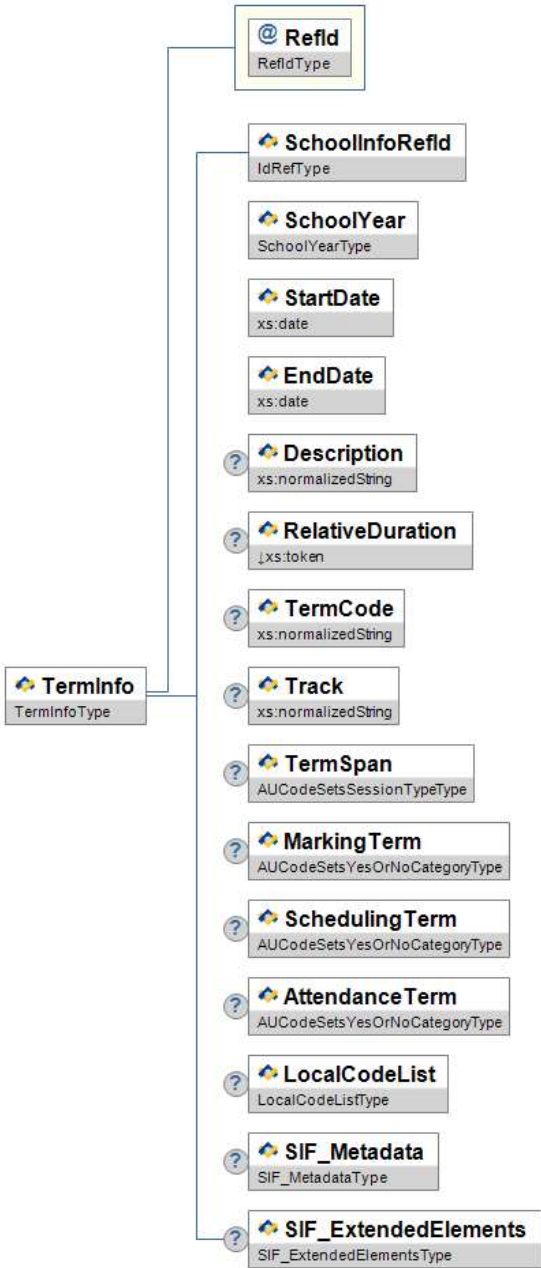 @ RefId
RefIdType
SchoolInfoRefId
IdRefType
SchoolYear
SchoolYearType
StartDate
xs:date
EndDate
xs:date
? Description
xs:normalizedString
? RelativeDuration
↓xs:token
? TermCode
xs:normalizedString
TermInfo
TermInfoType
? Track
xs:normalizedString
? TermSpan
AUCodeSetsSessionTypeType
? MarkingTerm
AUCodeSetsYesOrNoCategoryType
? SchedulingTerm
AUCodeSetsYesOrNoCategoryType
? AttendanceTerm
AUCodeSetsYesOrNoCategoryType
? LocalCodeList
LocalCodeListType
? SIF_Metadata
SIF_MetadataType
? SIF_ExtendedElements
SIF_ExtendedElementsType